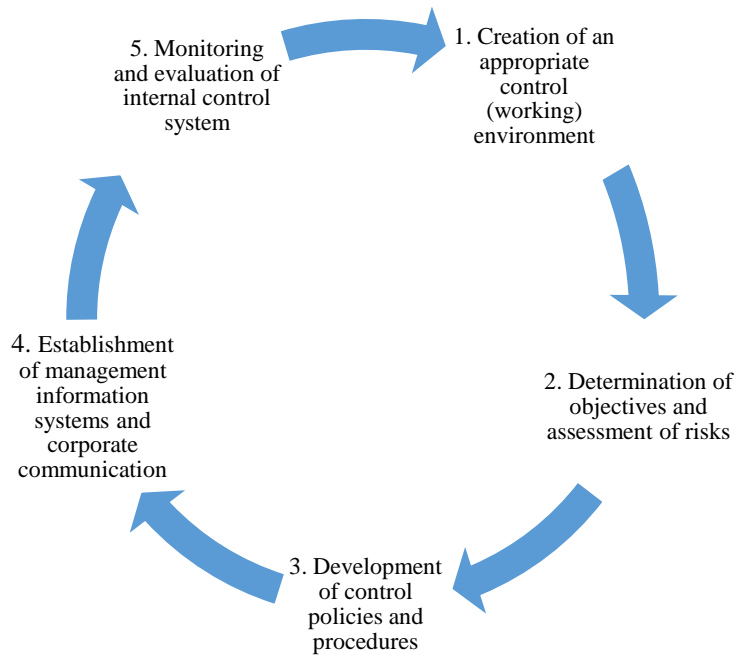 1. Creation of an
appropriate
control
(working)
environment
2. Determination of
objectives and
assessment of risks
3. Development
of control
policies and
procedures
4. Establishment
of management
information
systems and
corporate
communication
5. Monitoring
and evaluation of
internal control
system